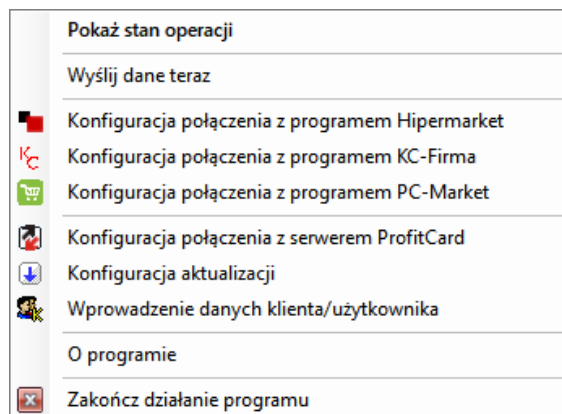 Pokaż stan operacji
Wyślij dane teraz
Konfiguracja połączenia z programem Hipermarket
KC
Konfiguracja połączenia z programem KC-Firma
Konfiguracja połączenia z programem PC-Market
Konfiguracja połączenia z serwerem ProfitCard
Konfiguracja aktualizacji
K
Wprowadzenie danych klienta/użytkownika
O programie
Zakończ działanie programu